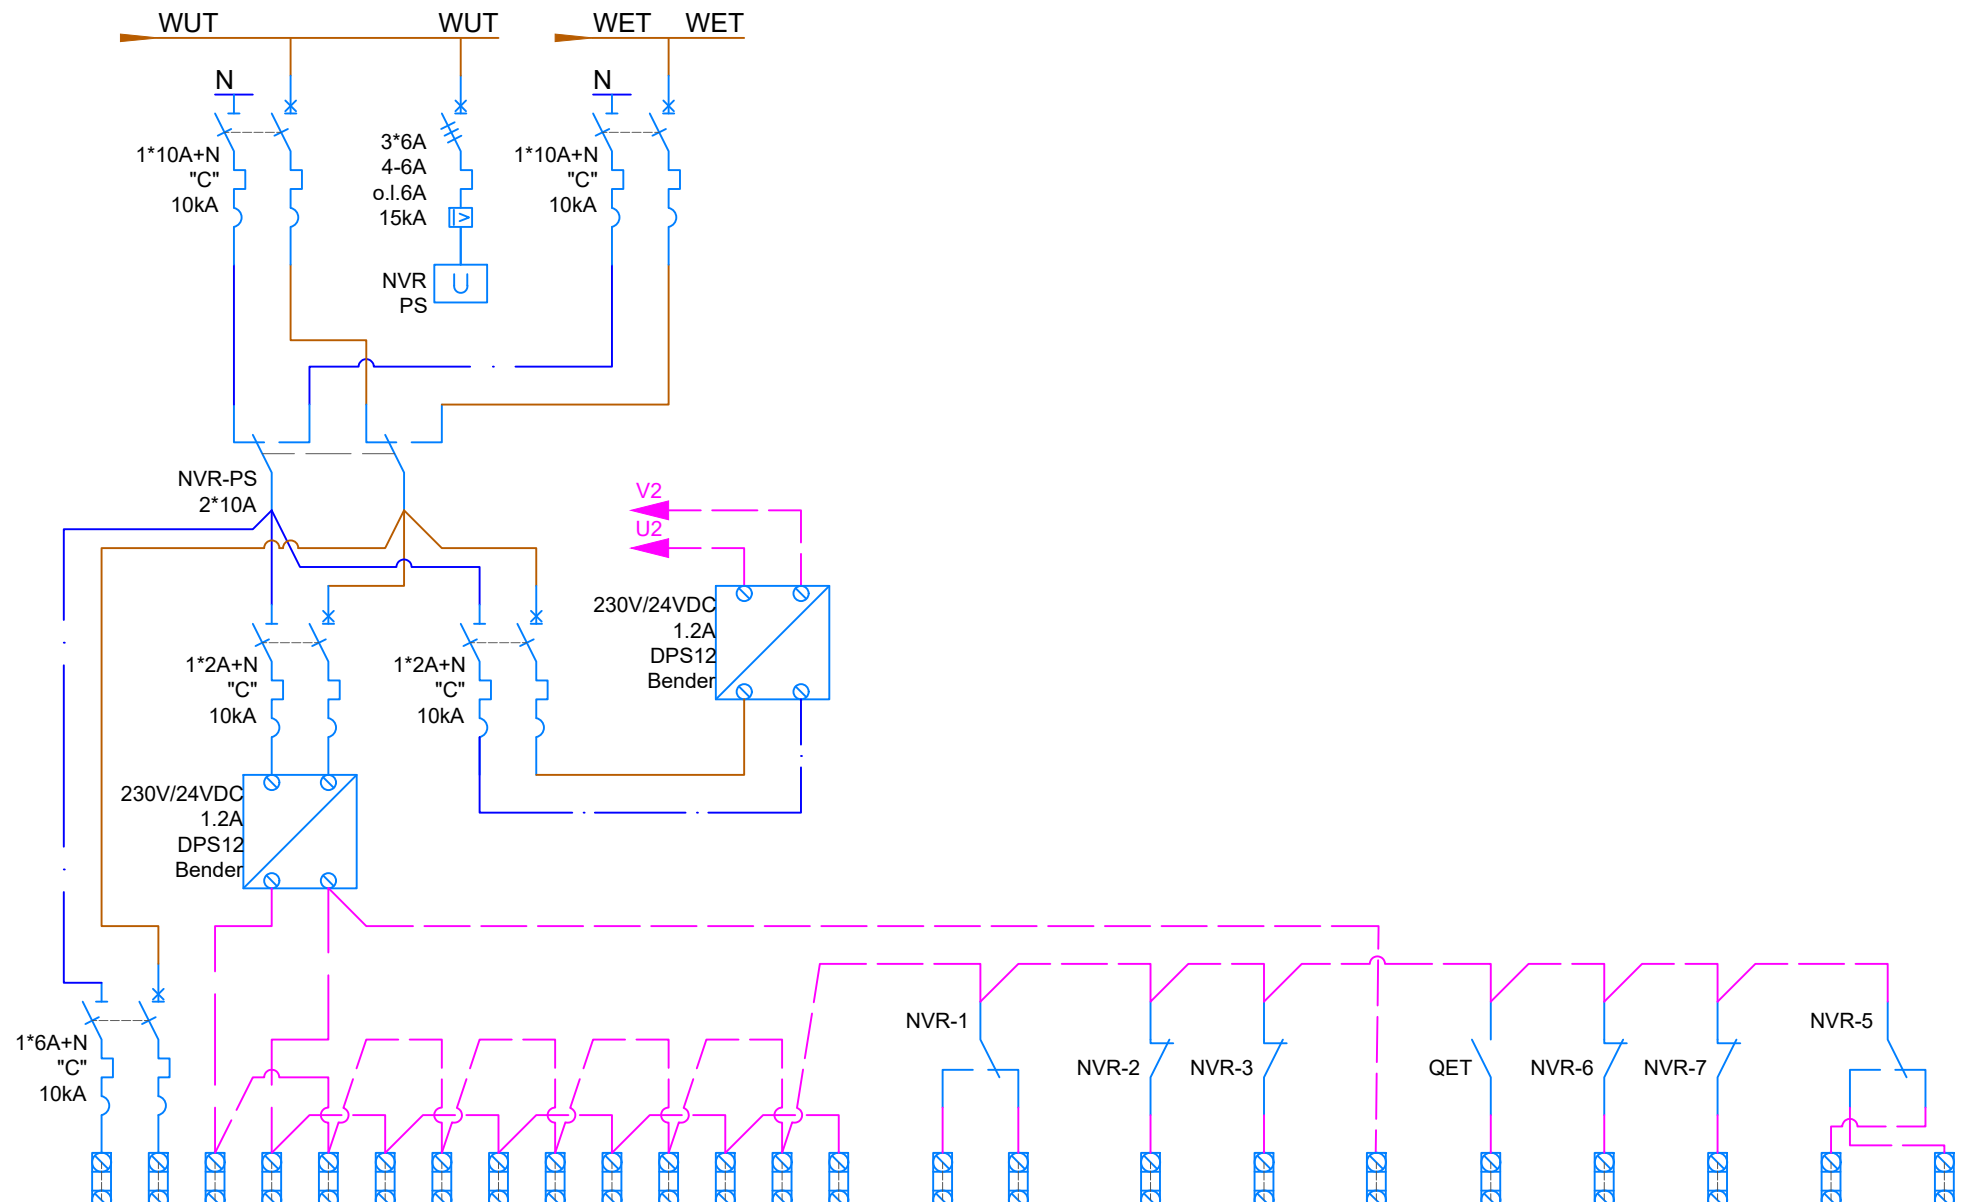 WUT
WUT
WET
WET
N
N
1*10A+N
"C"
10kA
3*6A
4-6A
o.l.6A
15kA
1*10A+N
"C"
10kA
NVR
PS
U
NVR-PS
2*10A
V2
U2
230V/24VDC
1.2A
DPS12
Bender
1*2A+N
"C"
10kA
1*2A+N
"C"
10kA
230V/24VDC
1.2A
DPS12
Bender
1*6A+N
"C"
10kA
NVR-1
NVR-2
NVR-3
QET
NVR-6
NVR-7
NVR-5